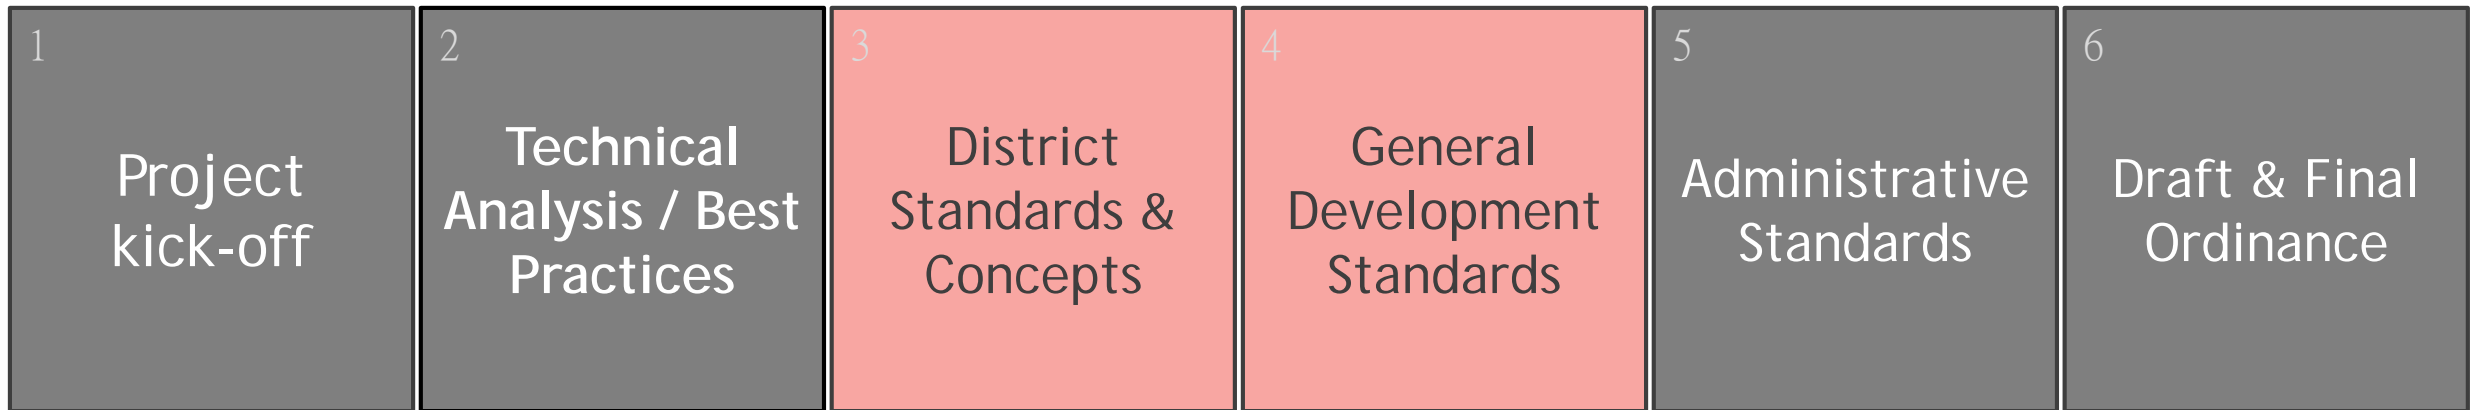 1
Project
kick-off
2
Technical
Analysis / Best
Practices
3
District
Standards &
Concepts
4
General
Development
Standards
5
Administrative
Standards
6
Draft & Final
Ordinance